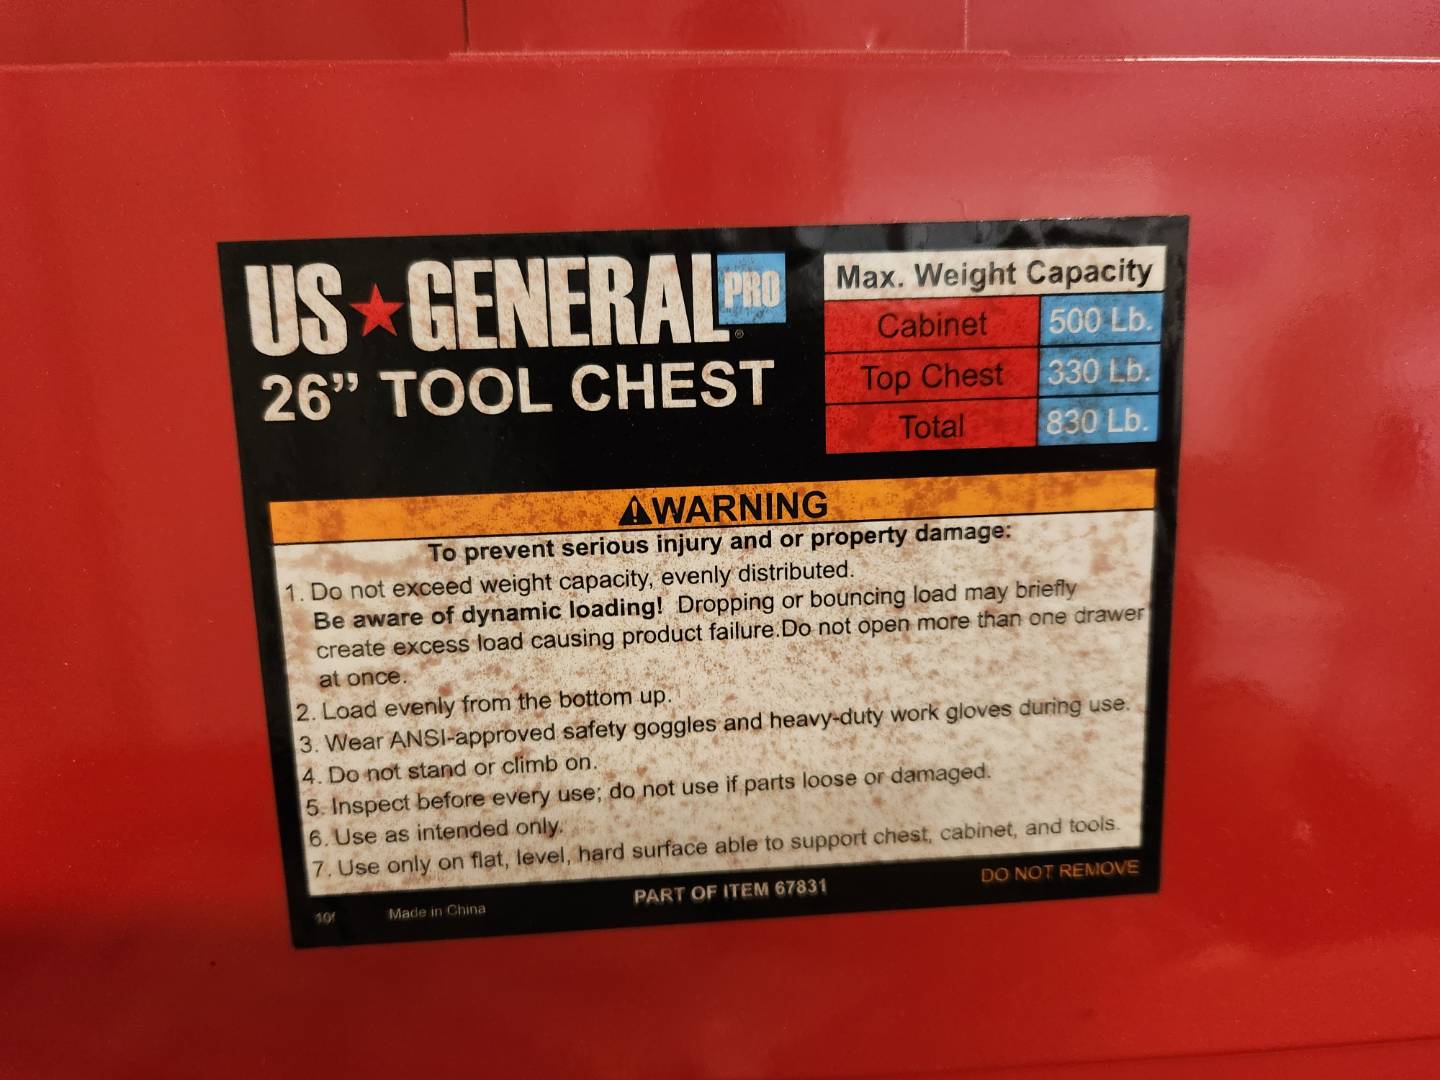 US★GENERAL PRO®
26” TOOL CHEST
Max. Weight Capacity
Cabinet 500 Lb.
Top Chest 330 Lb.
Total 830 Lb.
⚠WARNING
To prevent serious injury and or property damage:
1. Do not exceed weight capacity, evenly distributed.
Be aware of dynamic loading! Dropping or bouncing load may briefly
create excess load causing product failure.Do not open more than one drawer
at once.
2. Load evenly from the bottom up.
3. Wear ANSI-approved safety goggles and heavy-duty work gloves during use.
4. Do not stand or climb on.
5. Inspect before every use; do not use if parts loose or damaged.
6. Use as intended only.
7. Use only on flat, level, hard surface able to support chest, cabinet, and tools.
Made in China
PART OF ITEM 67831
DO NOT REMOVE